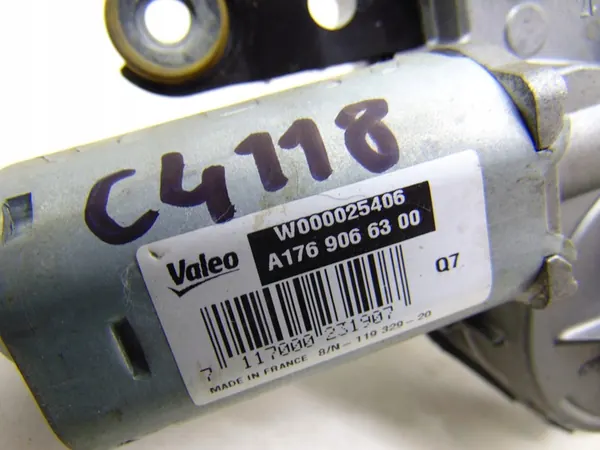 C4118
Valeo
W000025406
A176 906 63 00
Q7
7 117000 231907
MADE IN FRANCE S/N - 119 329 - 20